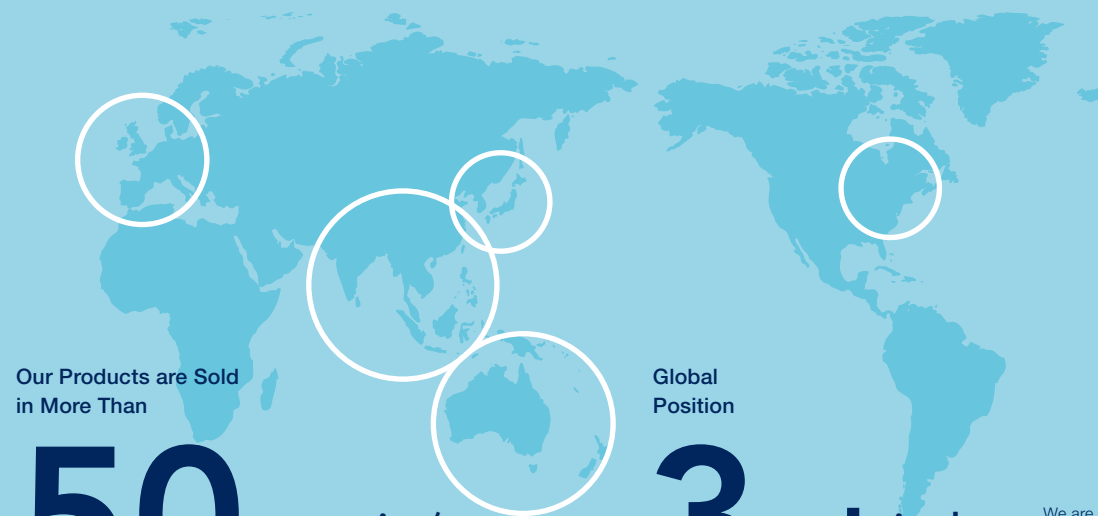 Our Products are Sold
in More Than
50
Global
Position
3
We are